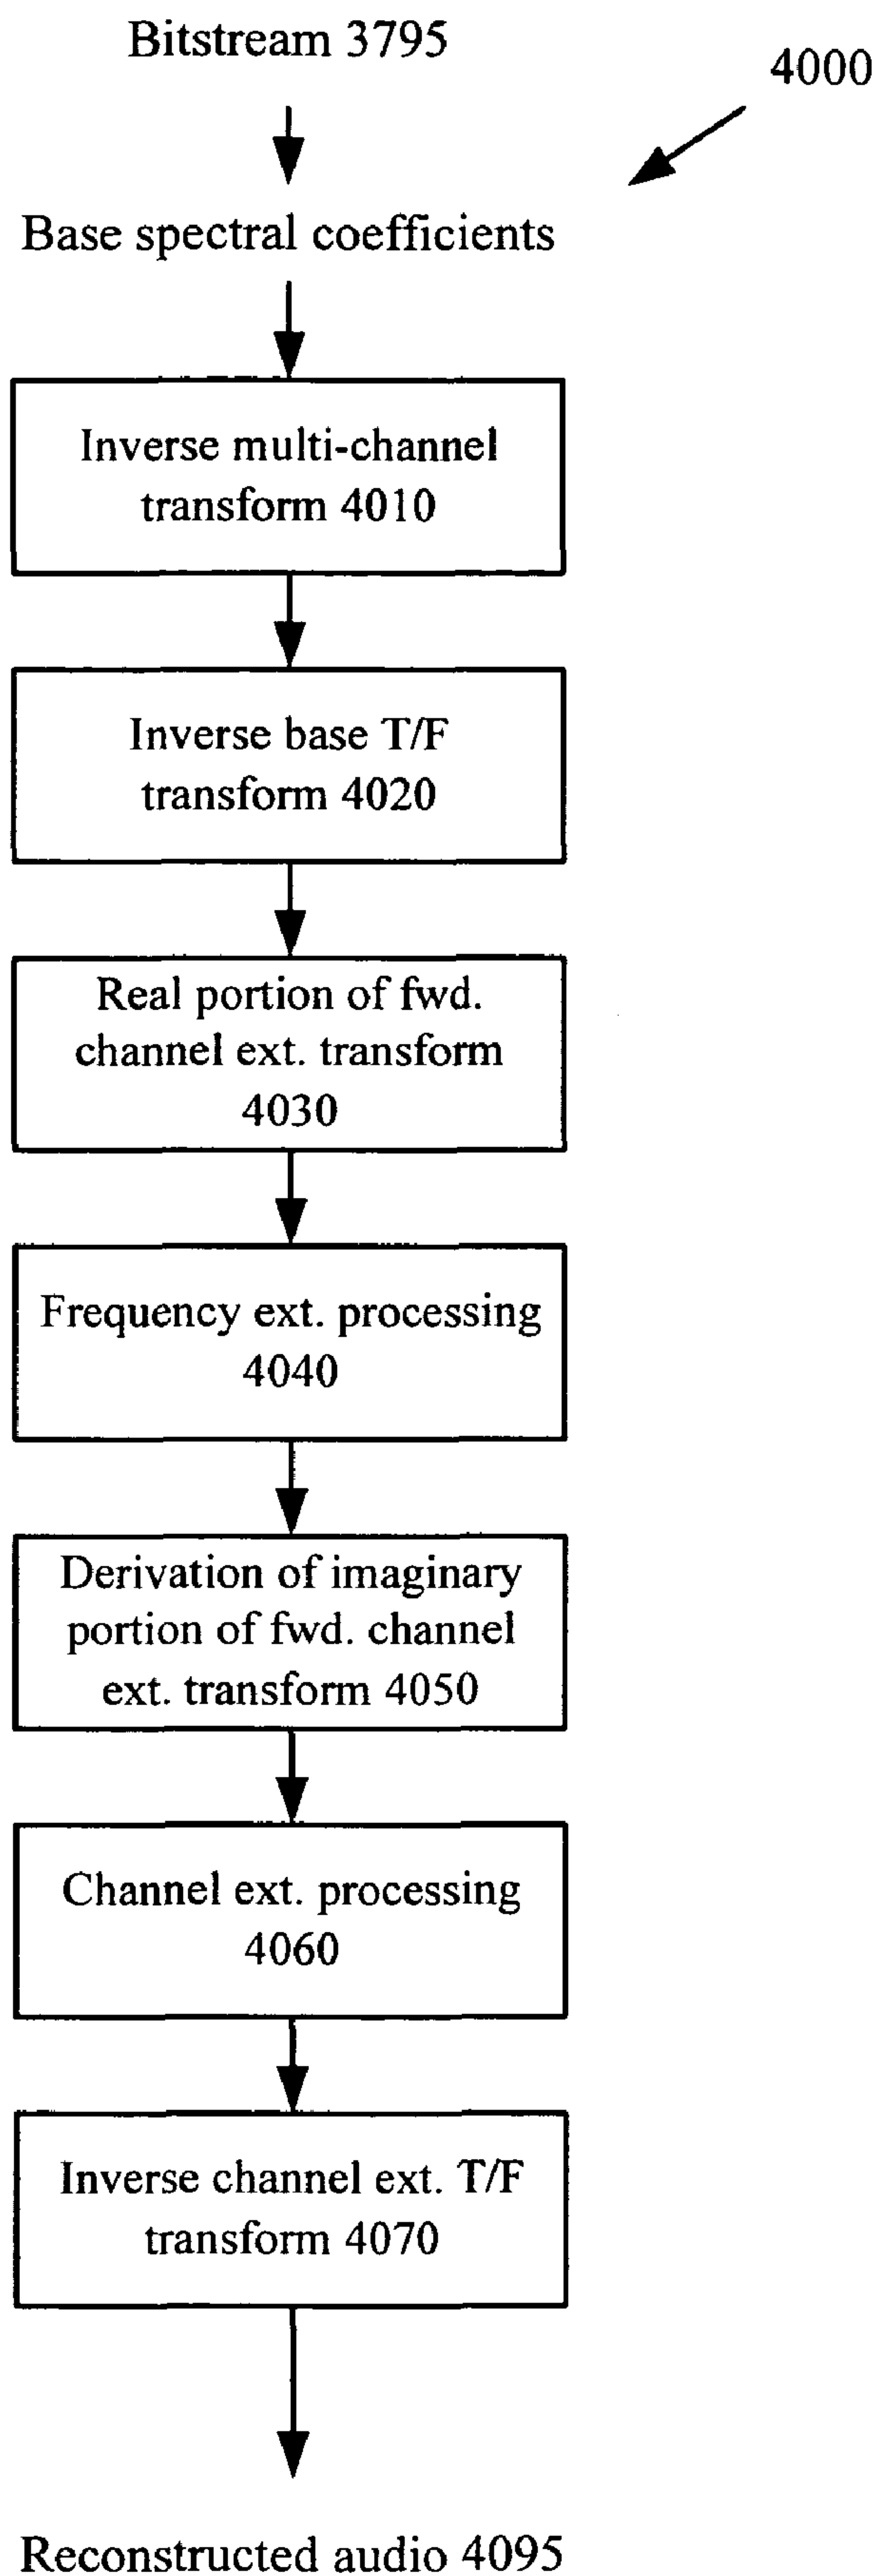 Bitstream 3795
4000
Base spectral coefficients
Inverse multi-channel
transform 4010
Inverse base T/F
transform 4020
Real portion of fwd.
channel ext. transform
4030
Frequency ext. processing
4040
Derivation of imaginary
portion of fwd. channel
ext. transform 4050
Channel ext. processing
4060
Inverse channel ext. T/F
transform 4070
Reconstructed audio 4095